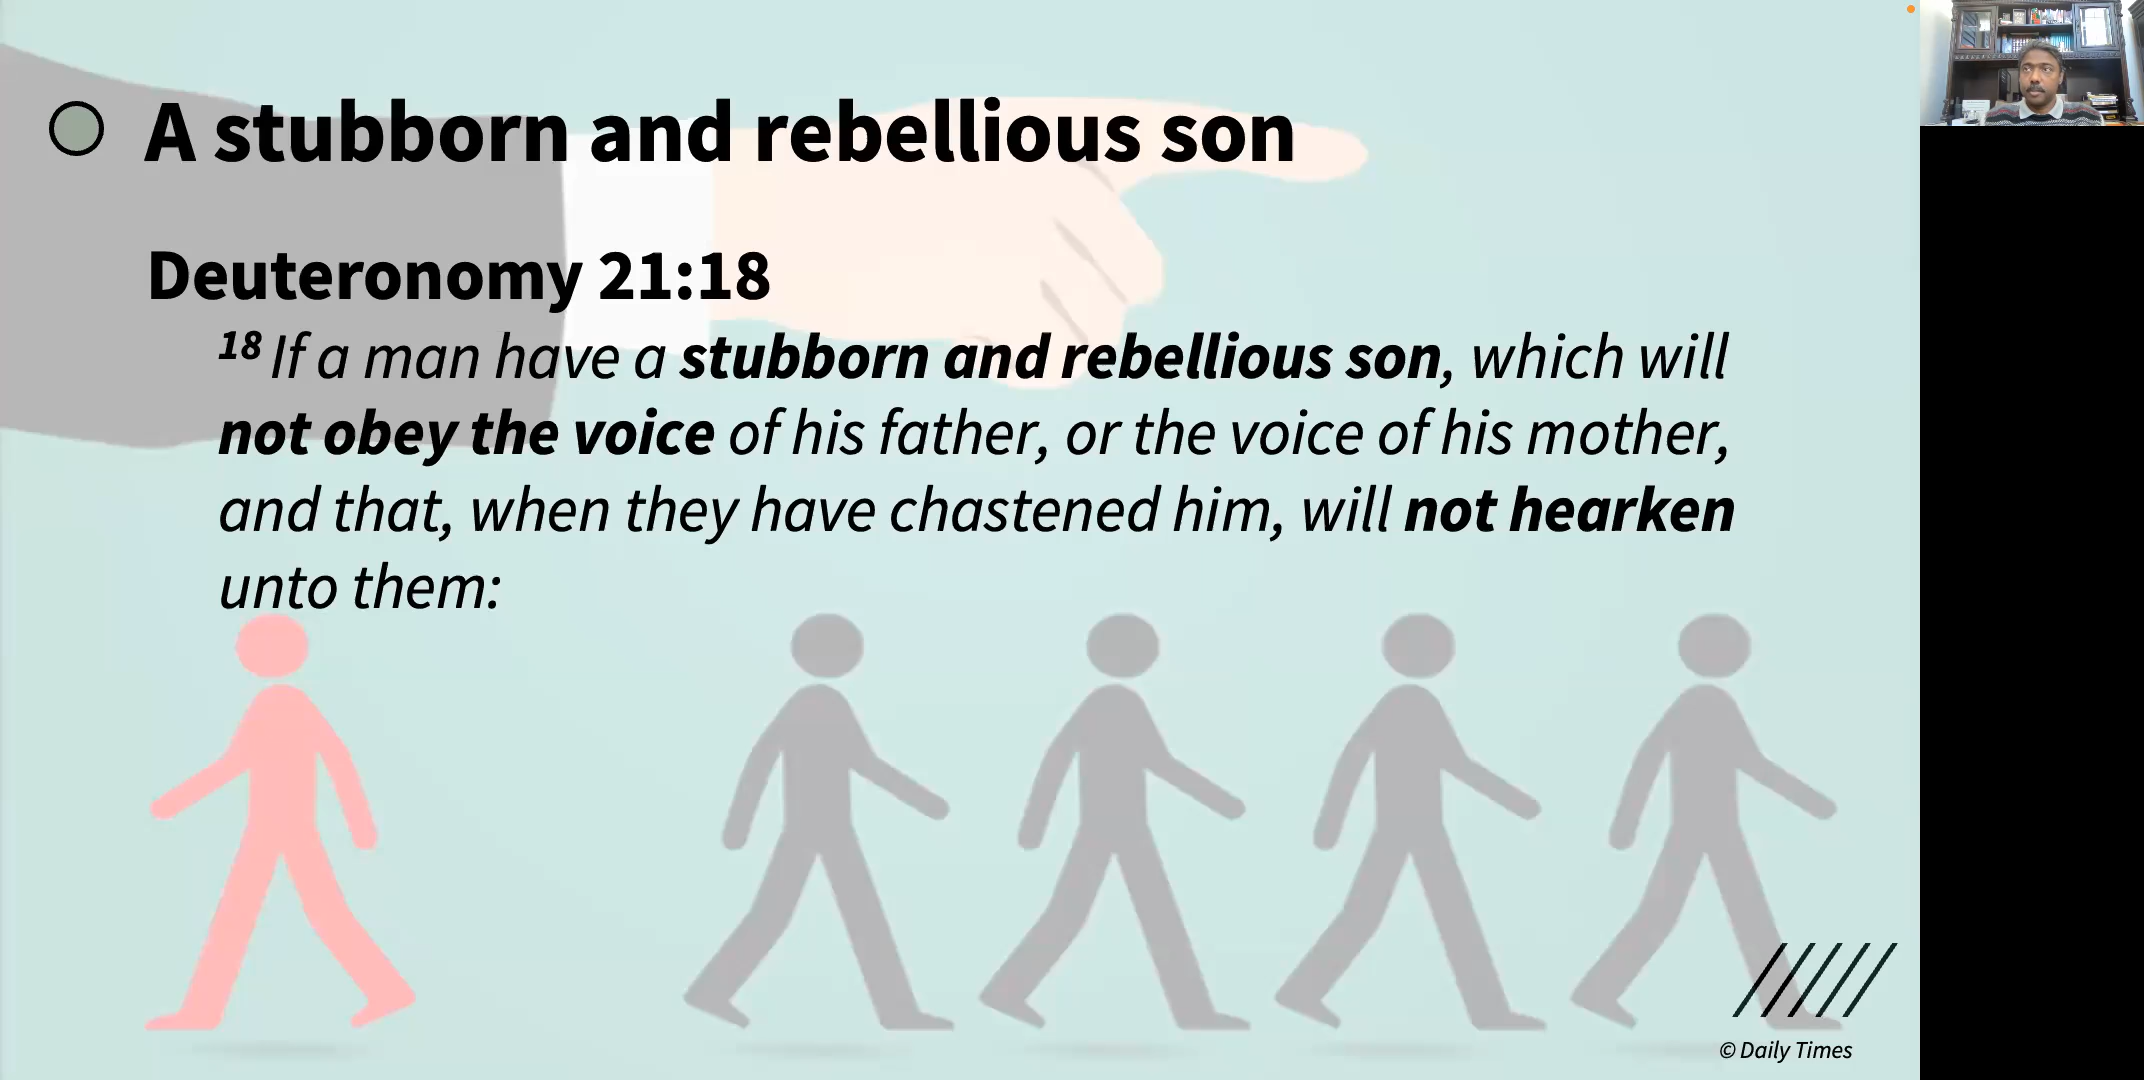 A stubborn and rebellious son
Deuteronomy 21:18
18 If a man have a stubborn and rebellious son, which will
not obey the voice of his father, or the voice of his mother,
and that, when they have chastened him, will not hearken
unto them:
© Daily Times